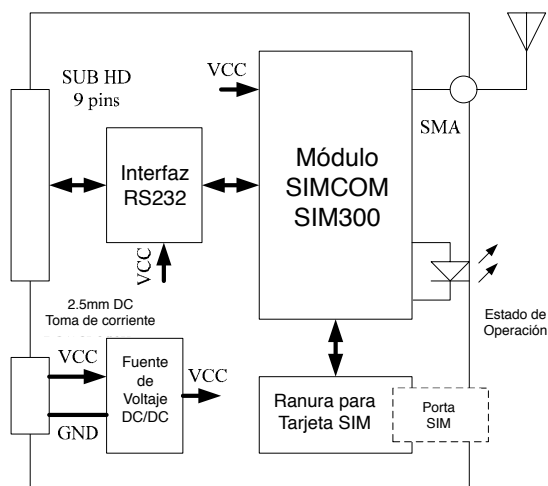 SUB HD
9 pins
VCC
SMA
Módulo
SIMCOM
SIM300
Interfaz
RS232
VCC
2.5mm DC
Toma de corriente
Estado de
Operación
VCC
GND
Fuente
de
Voltaje
DC/DC
VCC
Ranura para
Tarjeta SIM
Porta
SIM